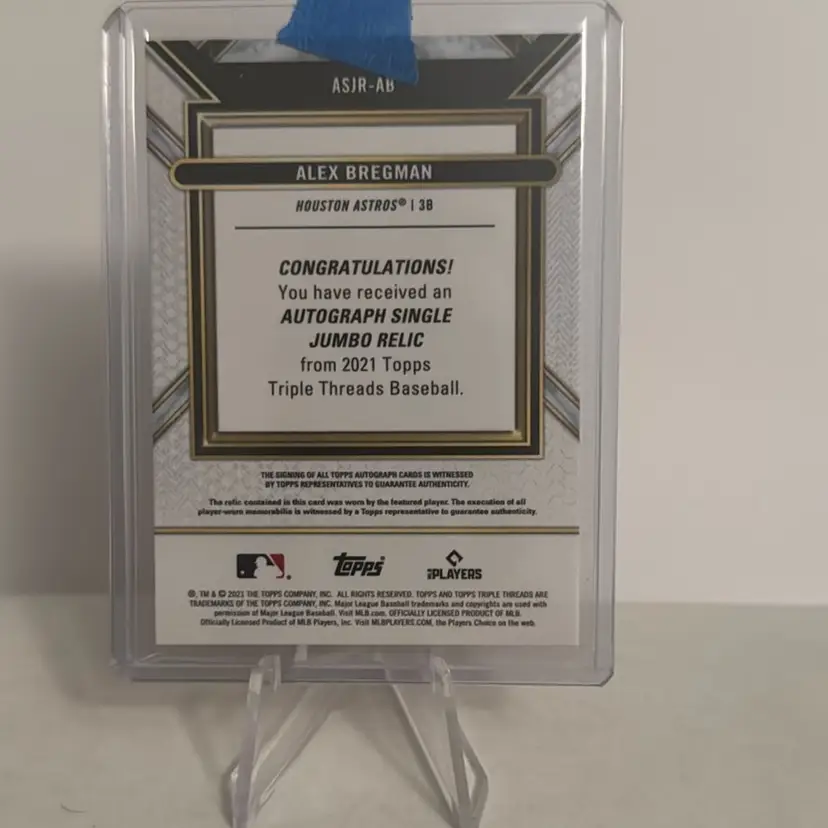 ASJR-AB
ALEX BREGMAN
HOUSTON ASTROS® | 3B
CONGRATULATIONS!
You have received an
AUTOGRAPH SINGLE
JUMBO RELIC
from 2021 Topps
Triple Threads Baseball.
THE SIGNING OF ALL TOPPS AUTOGRAPH CARDS IS WITNESSED
BY TOPPS REPRESENTATIVES TO GUARANTEE AUTHENTICITY.
The relic contained in this card was worn by the featured player. The execution of all
player-worn memorabilia is witnessed by a Topps representative to guarantee authenticity.
Topps
MLB PLAYERS
®, TM & © 2021 THE TOPPS COMPANY, INC. ALL RIGHTS RESERVED. TOPPS AND TOPPS TRIPLE THREADS ARE
TRADEMARKS OF THE TOPPS COMPANY, INC. Major League Baseball trademarks and copyrights are used with
permission of Major League Baseball. Visit MLB.com. OFFICIALLY LICENSED PRODUCT OF MLB.
Officially Licensed Product of MLB Players, Inc. Visit MLBPLAYERS.COM, the Players Choice on the web.